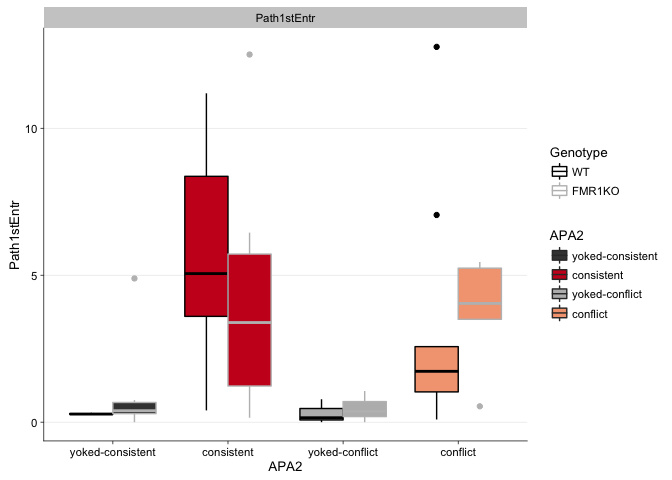 Path1stEntr
Path1stEntr
10
5
0
yoked-consistent
consistent
yoked-conflict
conflict
APA2
Genotype
WT
FMR1KO
APA2
yoked-consistent
consistent
yoked-conflict
conflict